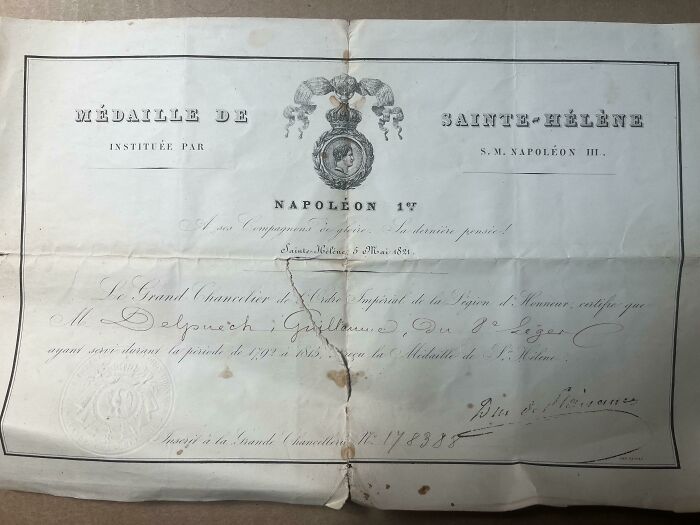 MÉDAILLE DE SAINTE-HÉLÈNE
INSTITUÉE PAR S. M. NAPOLÉON III.
NAPOLÉON 1er
A ses Compagnons de gloire. Sa dernière pensée!
Sainte-Hélène, 5 Mai 1821.
Le Grand Chancelier de l'Ordre Impérial de la Légion d'Honneur, certifie que
M Delpuech, Guillaume, du 8e Léger
ayant servi durant la période de 1792 à 1815, a reçu la Médaille de Ste Hélène.
Duc de Plaisance
Inscrit à la Grande Chancellerie No 178388